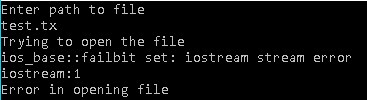 Enter path to file
test.tx
Trying to open the file
ios_base::failbit set: iostream stream error
iostream:1
Error in opening file